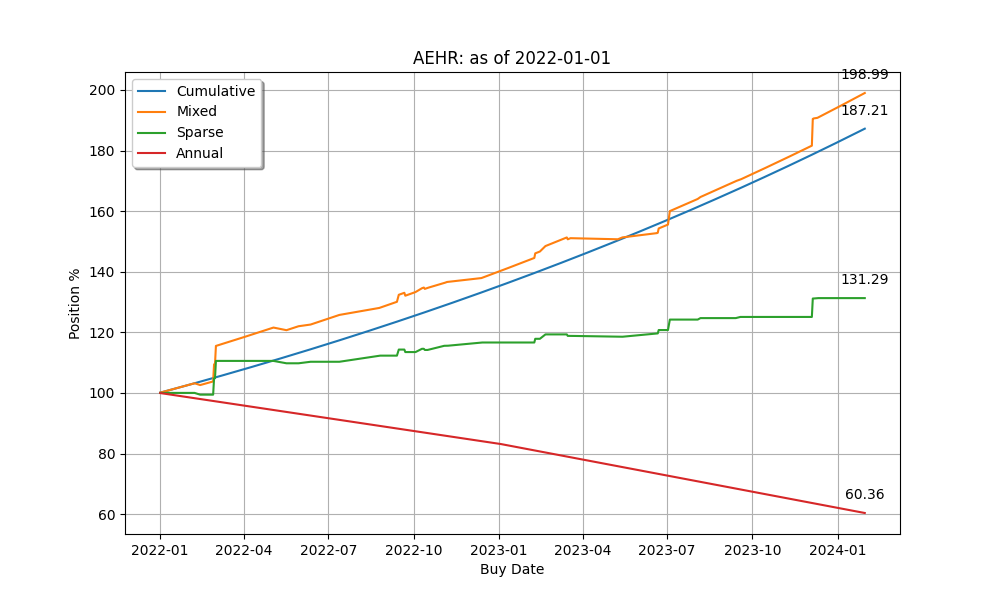 AEHR: as of 2022-01-01
198.99
200
Cumulative
Mixed
Sparse
Annual
187.21
180
160
140
131.29
120
100
80
60.36
60
Position %
2022-01 2022-04 2022-07 2022-10 2023-01 2023-04 2023-07 2023-10 2024-01
Buy Date